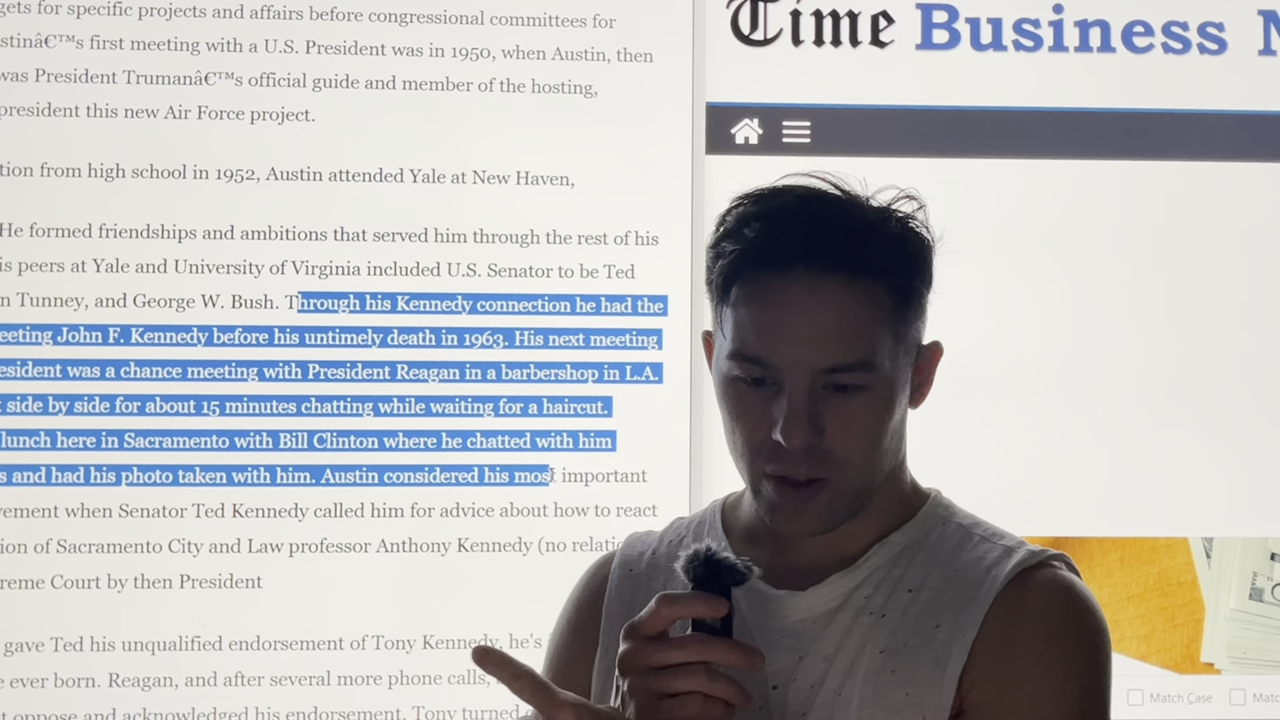 gets for specific projects and affairs before congressional committees for
stinâ€™s first meeting with a U.S. President was in 1950, when Austin, then
was President Trumanâ€™s official guide and member of the hosting,
president this new Air Force project.
tion from high school in 1952, Austin attended Yale at New Haven,
He formed friendships and ambitions that served him through the rest of his
is peers at Yale and University of Virginia included U.S. Senator to be Ted
n Tunney, and George W. Bush. Through his Kennedy connection he had the
eeting John F. Kennedy before his untimely death in 1963. His next meeting
esident was a chance meeting with President Reagan in a barbershop in L.A.
side by side for about 15 minutes chatting while waiting for a haircut.
lunch here in Sacramento with Bill Clinton where he chatted with him
s and had his photo taken with him. Austin considered his most important
vement when Senator Ted Kennedy called him for advice about how to react
ion of Sacramento City and Law professor Anthony Kennedy (no relatio
reme Court by then President
gave Ted his unqualified endorsement of Tony Kennedy, he's
e ever born. Reagan, and after several more phone calls,
t oppose and acknowledged his endorsement. Tony turned
Time Business N
Match Case
Matc